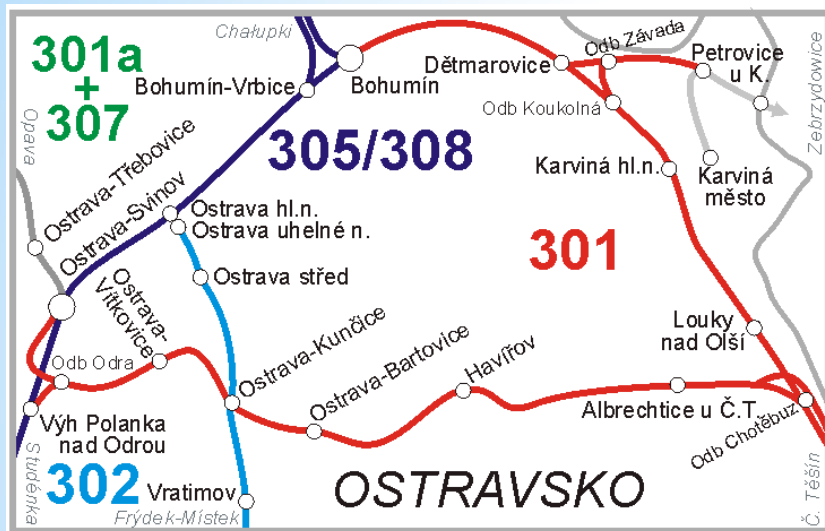 Chałupki
301a
+
307
Bohumín-Vrbice
Bohumín
Dětmarovice
Odb Závada
Petrovice
u K.
Odb Koukolná
Zebrzydowice
Opava
305/308
Ostrava-Třebovice
Ostrava-Svinov
Karviná hl.n.
Karviná
město
Ostrava hl.n.
Ostrava uhelné n.
301
Ostrava střed
Ostrava-
Vítkovice
Odb Odra
Ostrava-Kunčice
Ostrava-Bartovice
Havířov
Louky
nad Olší
Albrechtice u Č.T.
Odb Chotěbuz
Výh Polanka
nad Odrou
Studénka
302
Vratimov
Frýdek-Místek
OSTRAVSKO
Č. Těšín